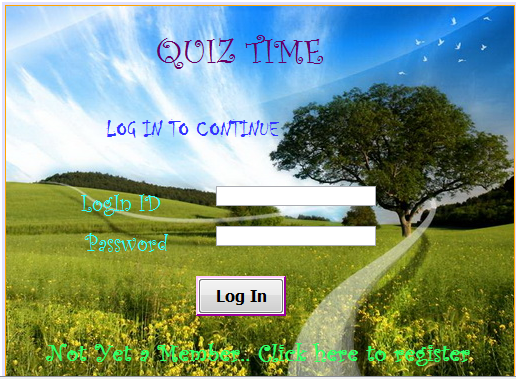 QUIZ TIME
LOG IN TO CONTINUE
LogIn ID
Password
Log In
Not Yet a Member.. Click here to register